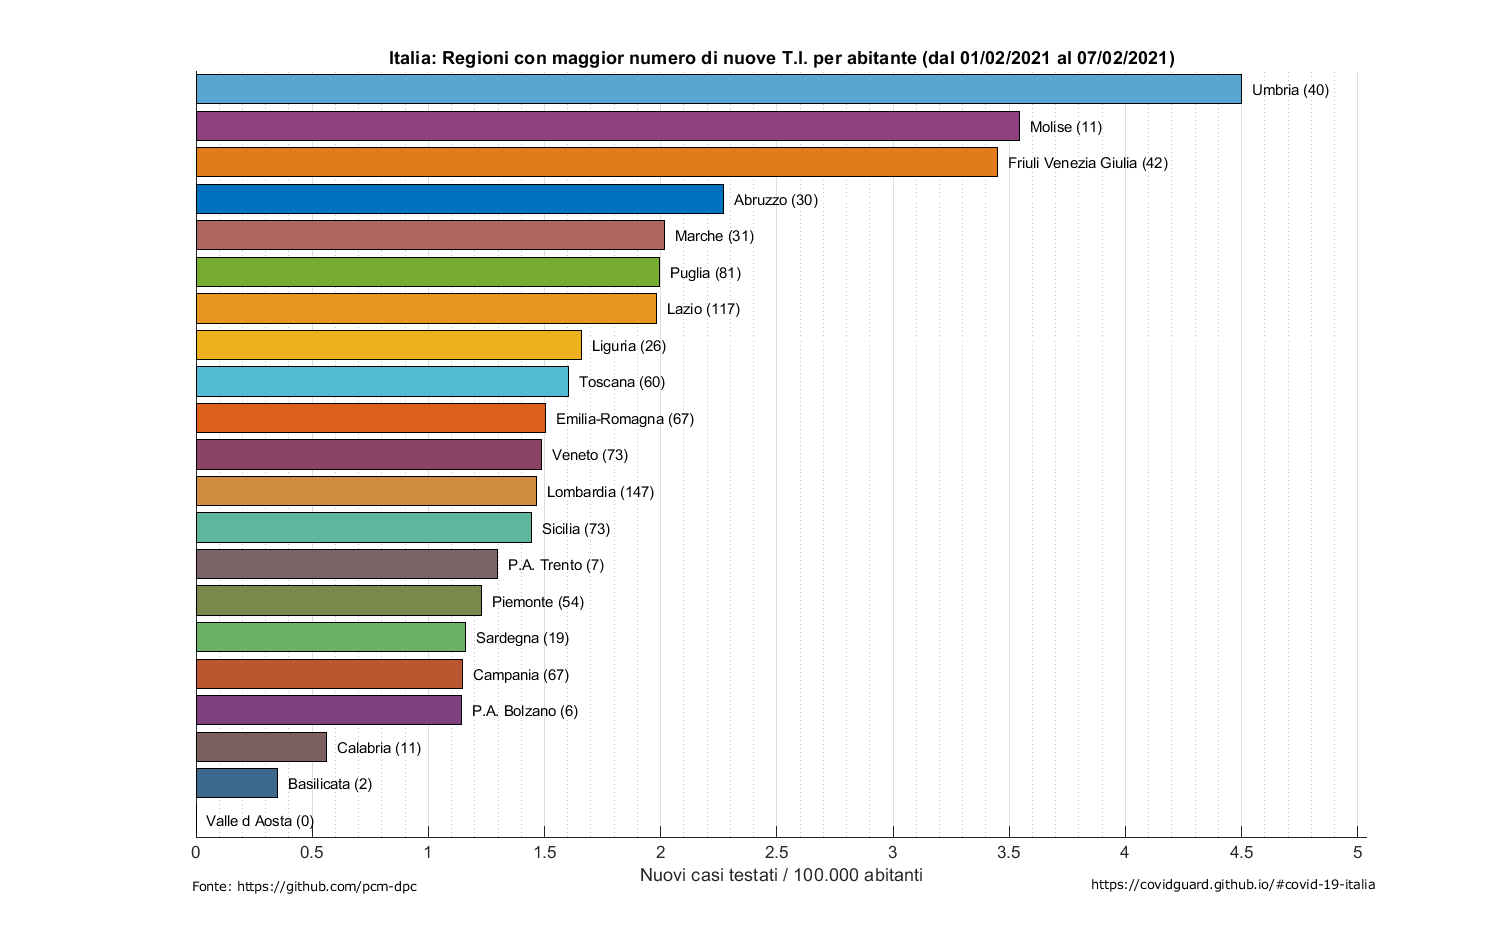 Italia: Regioni con maggior numero di nuove T.I. per abitante (dal 01/02/2021 al 07/02/2021)
Umbria (40)
Molise (11)
Friuli Venezia Giulia (42)
Abruzzo (30)
Marche (31)
Puglia (81)
Lazio (117)
Liguria (26)
Toscana (60)
Emilia-Romagna (67)
Veneto (73)
Lombardia (147)
Sicilia (73)
P.A. Trento (7)
Piemonte (54)
Sardegna (19)
Campania (67)
P.A. Bolzano (6)
Calabria (11)
Basilicata (2)
Valle d Aosta (0)
0 0.5 1 1.5 2 2.5 3 3.5 4 4.5 5
Nuovi casi testati / 100.000 abitanti
Fonte: https://github.com/pcm-dpc
https://covidguard.github.io/#covid-19-italia